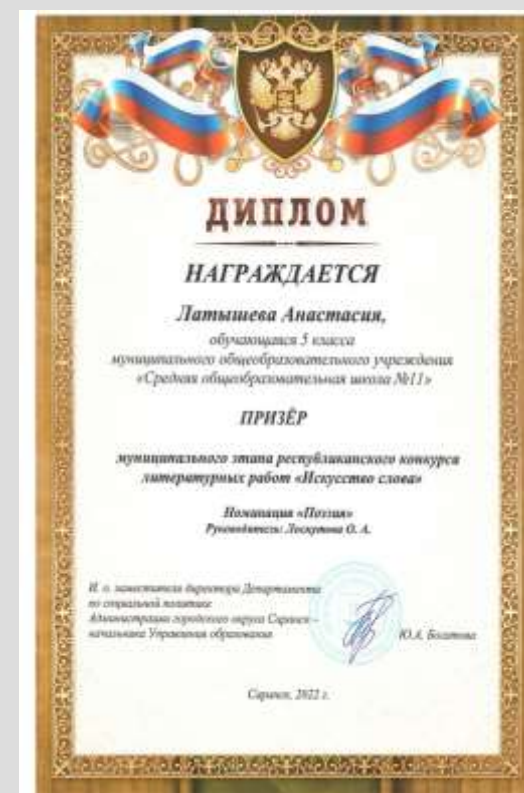 ДИПЛОМ
НАГРАЖДАЕТСЯ
Латышева Анастасия,
обучающаяся 5 класса
муниципального общеобразовательного учреждения
«Средняя общеобразовательная школа №11»
ПРИЗЁР
муниципального этапа республиканского конкурса
литературных работ «Искусство слова»
Номинация «Поэзия»
Руководитель: Лоскутова О. А.
И. о. заместителя директора Департамента
по социальной политике
Администрации городского округа Саранск –
начальника Управления образования
Ю.А.
Саранск, 2022 г.